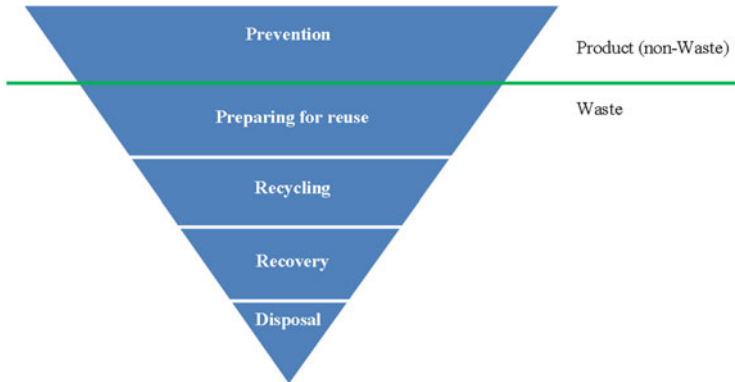 Prevention
Product (non-Waste)
Waste
Preparing for reuse
Recycling
Recovery
Disposal